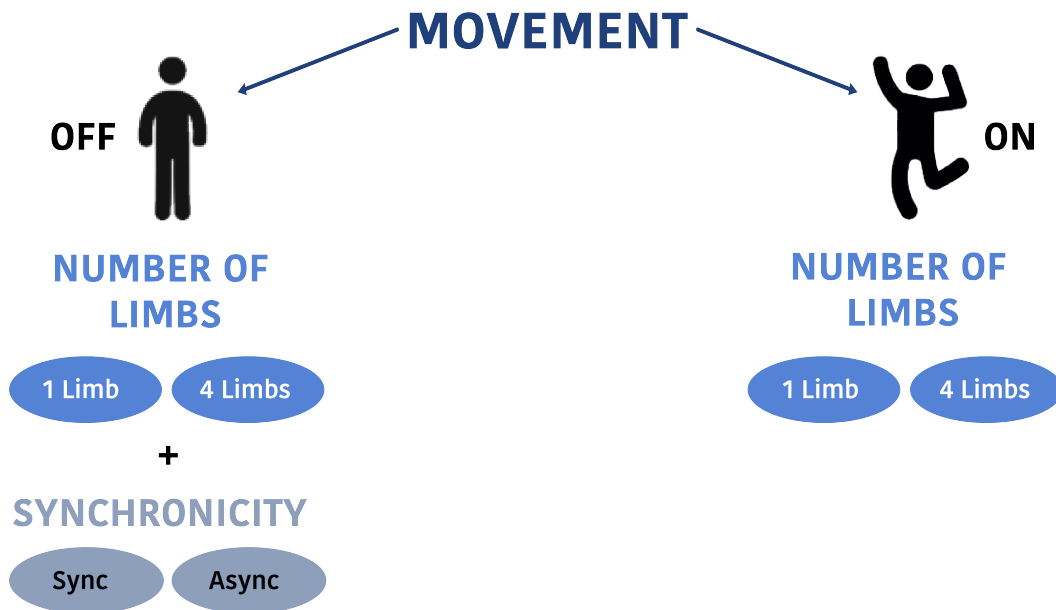 MOVEMENT
OFF
ON
NUMBER OF
LIMBS
1 Limb
4 Limbs
+
SYNCHRONICITY
Sync
Async
NUMBER OF
LIMBS
1 Limb
4 Limbs